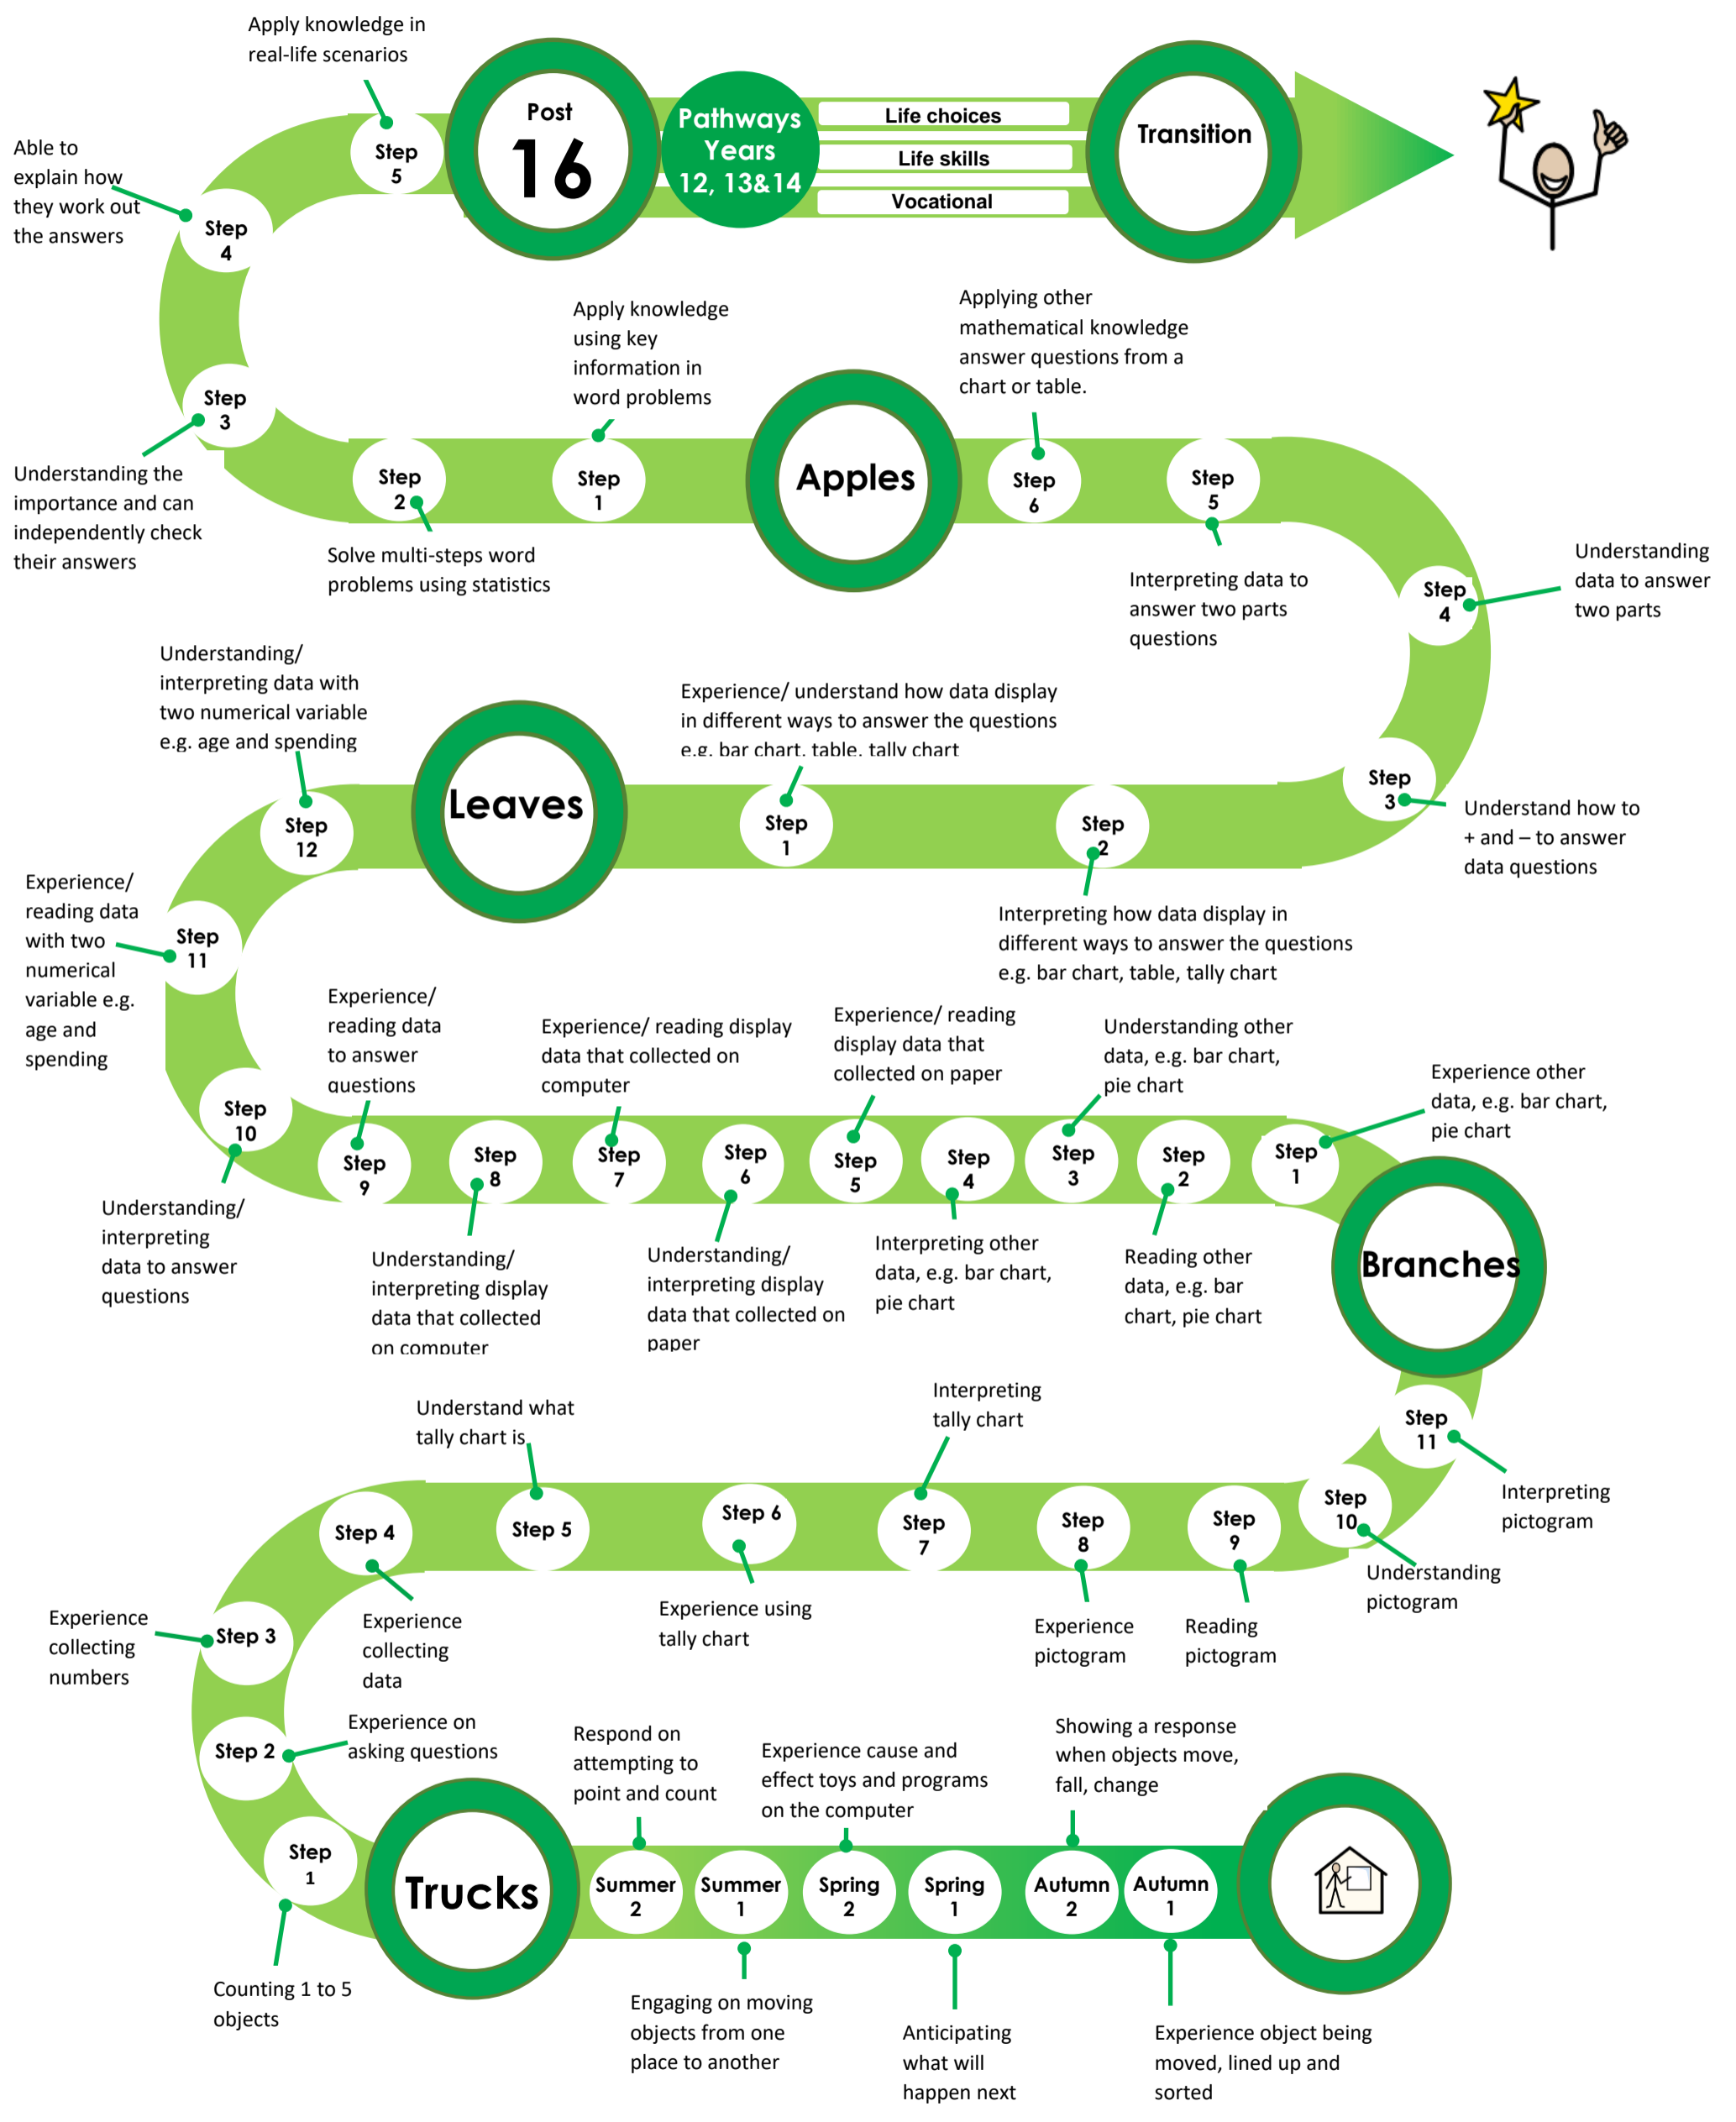 Apply knowledge in
real-life scenarios
Post
16
Pathways
Years
12, 13&14
Life choices
Life skills
Vocational
Transition
Step
5
Able to
explain how
they work out
the answers
Step
4
Step
3
Understanding the
importance and can
independently check
their answers
Step
2
Solve multi-steps word
problems using statistics
Apply knowledge
using key
information in
word problems
Step
1
Apples
Applying other
mathematical knowledge
answer questions from a
chart or table.
Step
6
Step
5
Interpreting data to
answer two parts
questions
Step
4
Understanding
data to answer
two parts
Step
3
Understand how to
+ and – to answer
data questions
Experience/ understand how data display
in different ways to answer the questions
e.g. bar chart, table, tally chart
Step
1
Step
2
Interpreting how data display in
different ways to answer the questions
e.g. bar chart, table, tally chart
Leaves
Understanding/
interpreting data with
two numerical variable
e.g. age and spending
Step
12
Experience/
reading data
with two
numerical
variable e.g.
age and
spending
Step
11
Step
10
Understanding/
interpreting
data to answer
questions
Experience/
reading data
to answer
questions
Step
9
Step
8
Understanding/
interpreting display
data that collected
on computer
Experience/ reading display
data that collected on
computer
Step
7
Step
6
Understanding/
interpreting display
data that collected on
paper
Experience/ reading
display data that
collected on paper
Step
5
Step
4
Interpreting other
data, e.g. bar chart,
pie chart
Understanding other
data, e.g. bar chart,
pie chart
Step
3
Step
2
Reading other
data, e.g. bar
chart, pie chart
Experience other
data, e.g. bar chart,
pie chart
Step
1
Branches
Step
11
Interpreting
pictogram
Step
10
Understanding
pictogram
Step
9
Reading
pictogram
Step
8
Experience
pictogram
Interpreting
tally chart
Step
7
Step 6
Experience using
tally chart
Understand what
tally chart is
Step 5
Step 4
Experience
collecting
data
Experience
collecting
numbers
Step 3
Step 2
Experience on
asking questions
Step
1
Counting 1 to 5
objects
Trucks
Respond on
attempting to
point and count
Summer
2
Summer
1
Engaging on moving
objects from one
place to another
Experience cause and
effect toys and programs
on the computer
Spring
2
Spring
1
Anticipating
what will
happen next
Showing a response
when objects move,
fall, change
Autumn
2
Autumn
1
Experience object being
moved, lined up and
sorted